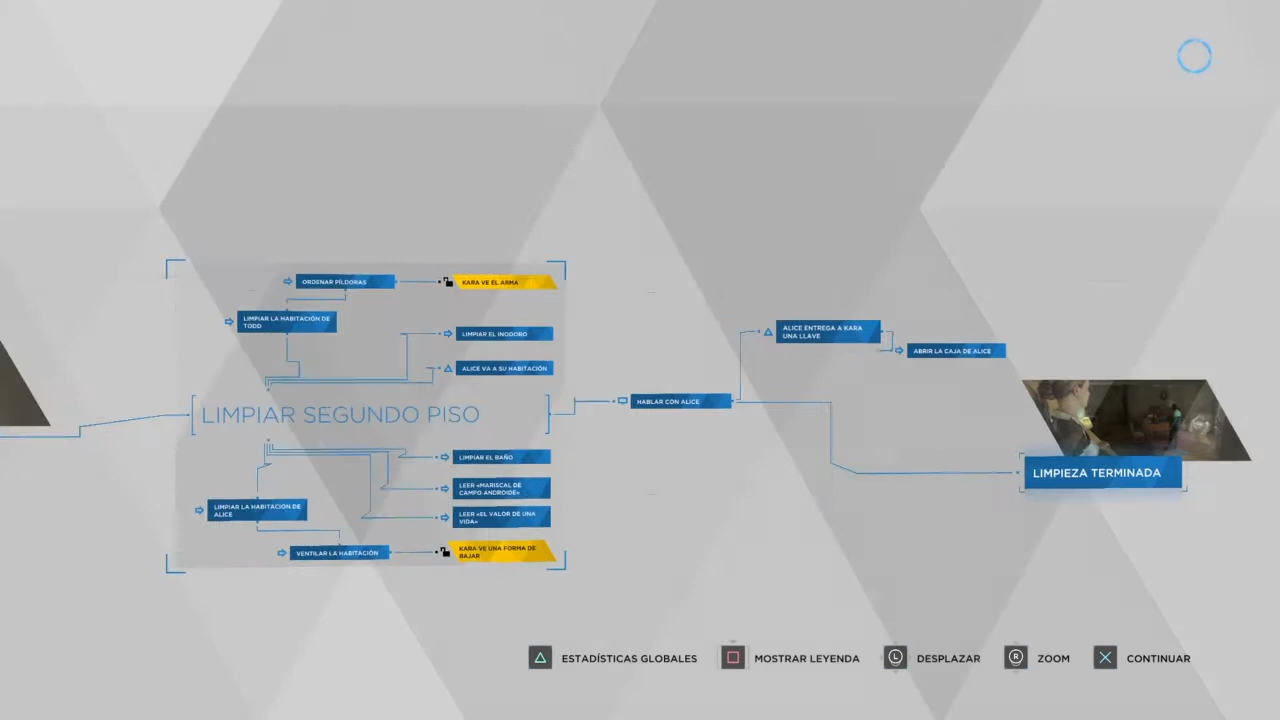 ORDENAR PÍLDORAS
KARA VE EL ARMA
LIMPIAR LA HABITACIÓN DE
TODD
LIMPIAR EL INODORO
ALICE VA A SU HABITACIÓN
LIMPIAR SEGUNDO PISO
LIMPIAR EL BAÑO
LEER «MARISCAL DE
CAMPO ANDROIDE»
LIMPIAR LA HABITACIÓN DE
ALICE
LEER «EL VALOR DE UNA
VIDA»
VENTILAR LA HABITACIÓN
KARA VE UNA FORMA DE
BAJAR
HABLAR CON ALICE
ALICE ENTREGA A KARA
UNA LLAVE
ABRIR LA CAJA DE ALICE
LIMPIEZA TERMINADA
ESTADÍSTICAS GLOBALES
MOSTRAR LEYENDA
L
DESPLAZAR
R
ZOOM
CONTINUAR